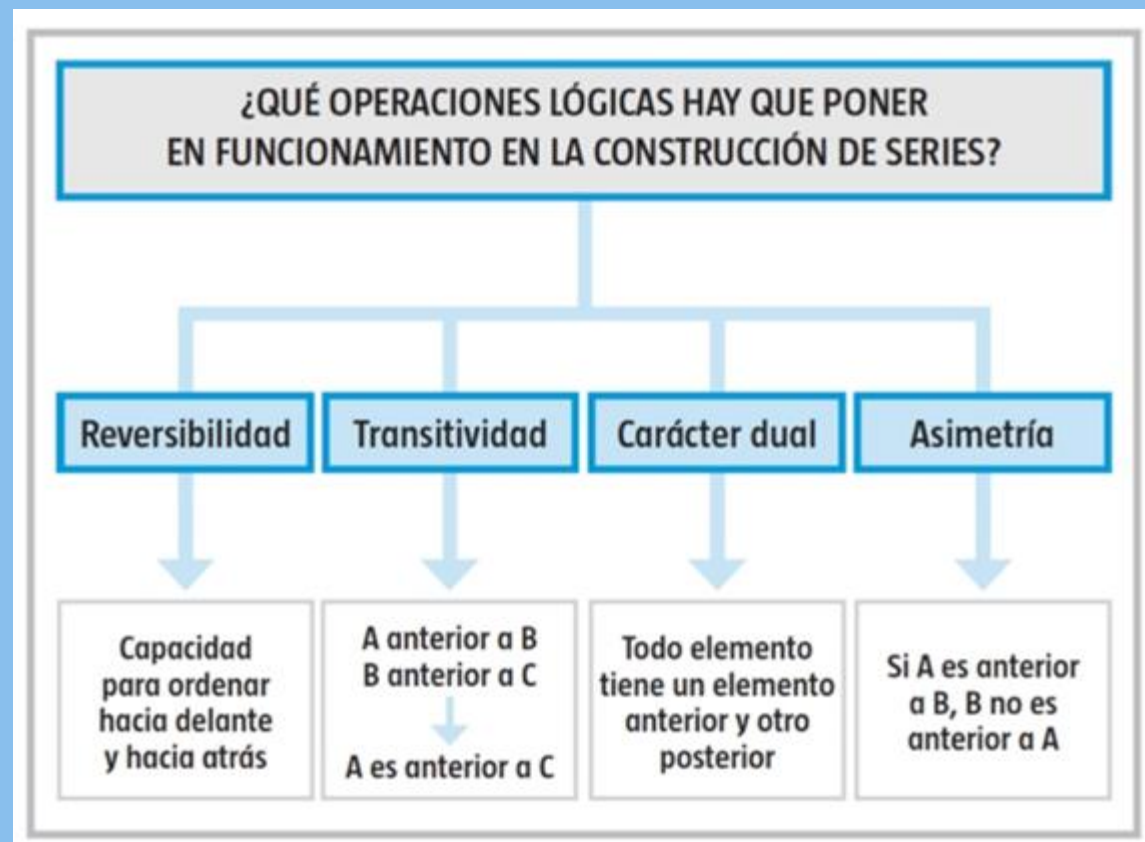 ¿QUÉ OPERACIONES LÓGICAS HAY QUE PONER
EN FUNCIONAMIENTO EN LA CONSTRUCCIÓN DE SERIES?
Reversibilidad
Transitividad
Carácter dual
Asimetría
Capacidad
para ordenar
hacia delante
y hacia atrás
A anterior a B
B anterior a C
A es anterior a C
Todo elemento
tiene un elemento
anterior y otro
posterior
Si A es anterior
a B, B no es
anterior a A